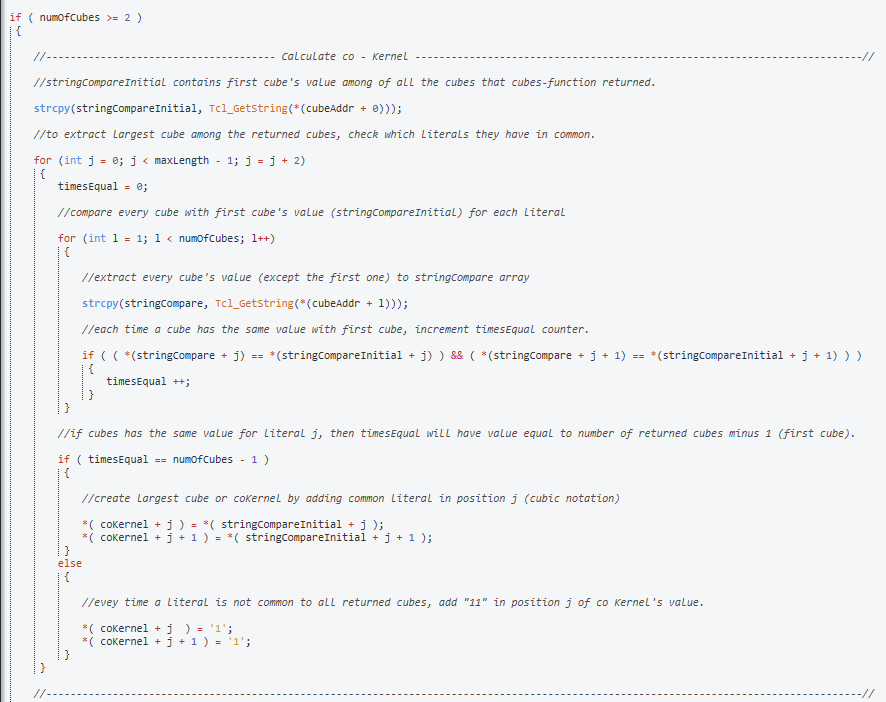 if ( numOfCubes >= 2 )
{
//-------------------------------------- Calculate co - Kernel --------------------------------------------------------------------------//
//stringCompareInitial contains first cube's value among of all the cubes that cubes-function returned.
strcpy(stringCompareInitial, Tcl_GetString(*(cubeAddr + 0)));
//to extract largest cube among the returned cubes, check which literals they have in common.
for (int j = 0; j < maxLength - 1; j = j + 2)
{
timesEqual = 0;
//compare every cube with first cube's value (stringCompareInitial) for each literal
for (int l = 1; l < numOfCubes; l++)
{
//extract every cube's value (except the first one) to stringCompare array
strcpy(stringCompare, Tcl_GetString(*(cubeAddr + l)));
//each time a cube has the same value with first cube, increment timesEqual counter.
if ( ( *(stringCompare + j) == *(stringCompareInitial + j) ) && ( *(stringCompare + j + 1) == *(stringCompareInitial + j + 1) ) )
{
timesEqual ++;
}
}
//if cubes has the same value for literal j, then timesEqual will have value equal to number of returned cubes minus 1 (first cube).
if ( timesEqual == numOfCubes - 1 )
{
//create largest cube or coKernel by adding common literal in position j (cubic notation)
*( coKernel + j ) = *( stringCompareInitial + j );
*( coKernel + j + 1 ) = *( stringCompareInitial + j + 1 );
}
else
{
//evey time a literal is not common to all returned cubes, add "11" in position j of co Kernel's value.
*( coKernel + j  ) = '1';
*( coKernel + j + 1 ) = '1';
}
}
//----------------------------------------------------------------------------------------------------------------------------------------//